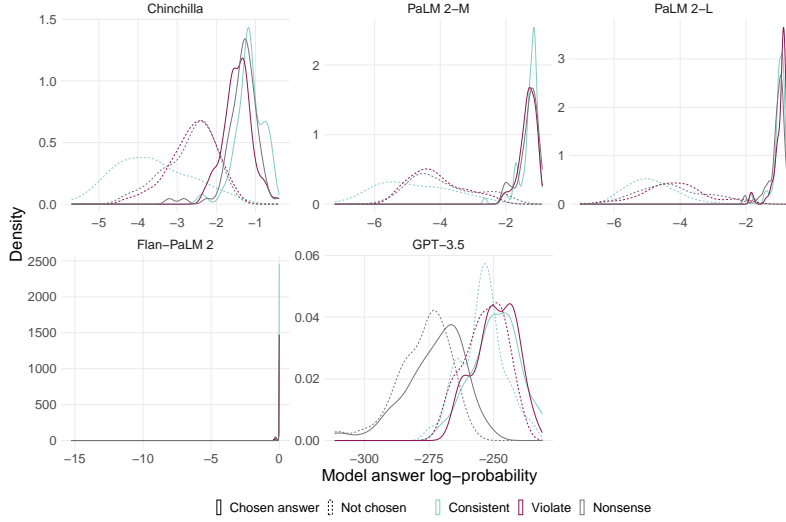 Chinchilla
PaLM 2−M
PaLM 2−L
1.5
1.0
0.5
0.0
−5 −4 −3 −2 −1
2
1
0
−6 −4 −2
3
2
1
0
−6 −4 −2
Density
Flan−PaLM 2
GPT−3.5
2500
2000
1500
1000
500
0
−15 −10 −5 0
0.06
0.04
0.02
0.00
−300 −275 −250
Model answer log−probability
Chosen answer Not chosen Consistent Violate Nonsense